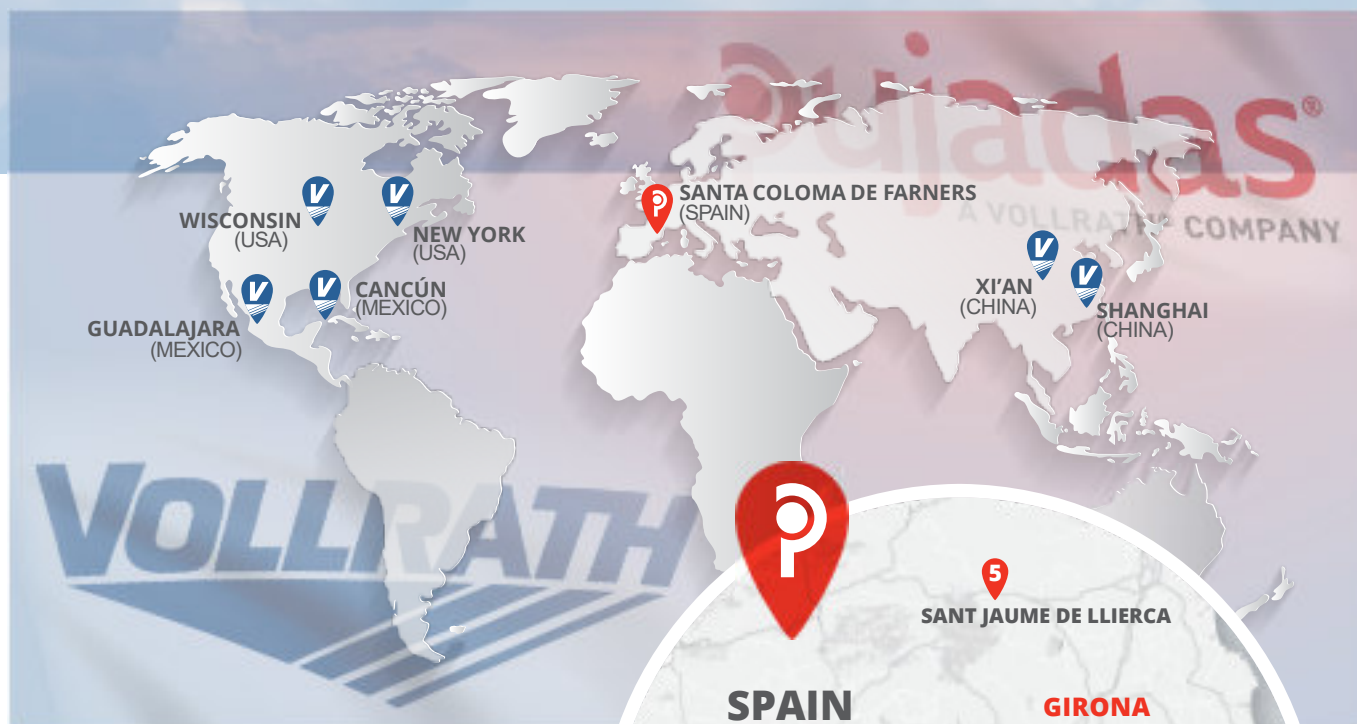 Pujadas®
A VOLLRATH® COMPANY
SANTA COLOMA DE FARNERS
(SPAIN)
WISCONSIN
(USA)
NEW YORK
(USA)
XI’AN
(CHINA)
CANCÚN
(MEXICO)
SHANGHAI
(CHINA)
GUADALAJARA
(MEXICO)
VOLLRATH
5
SANT JAUME DE LLIERCA
SPAIN
GIRONA